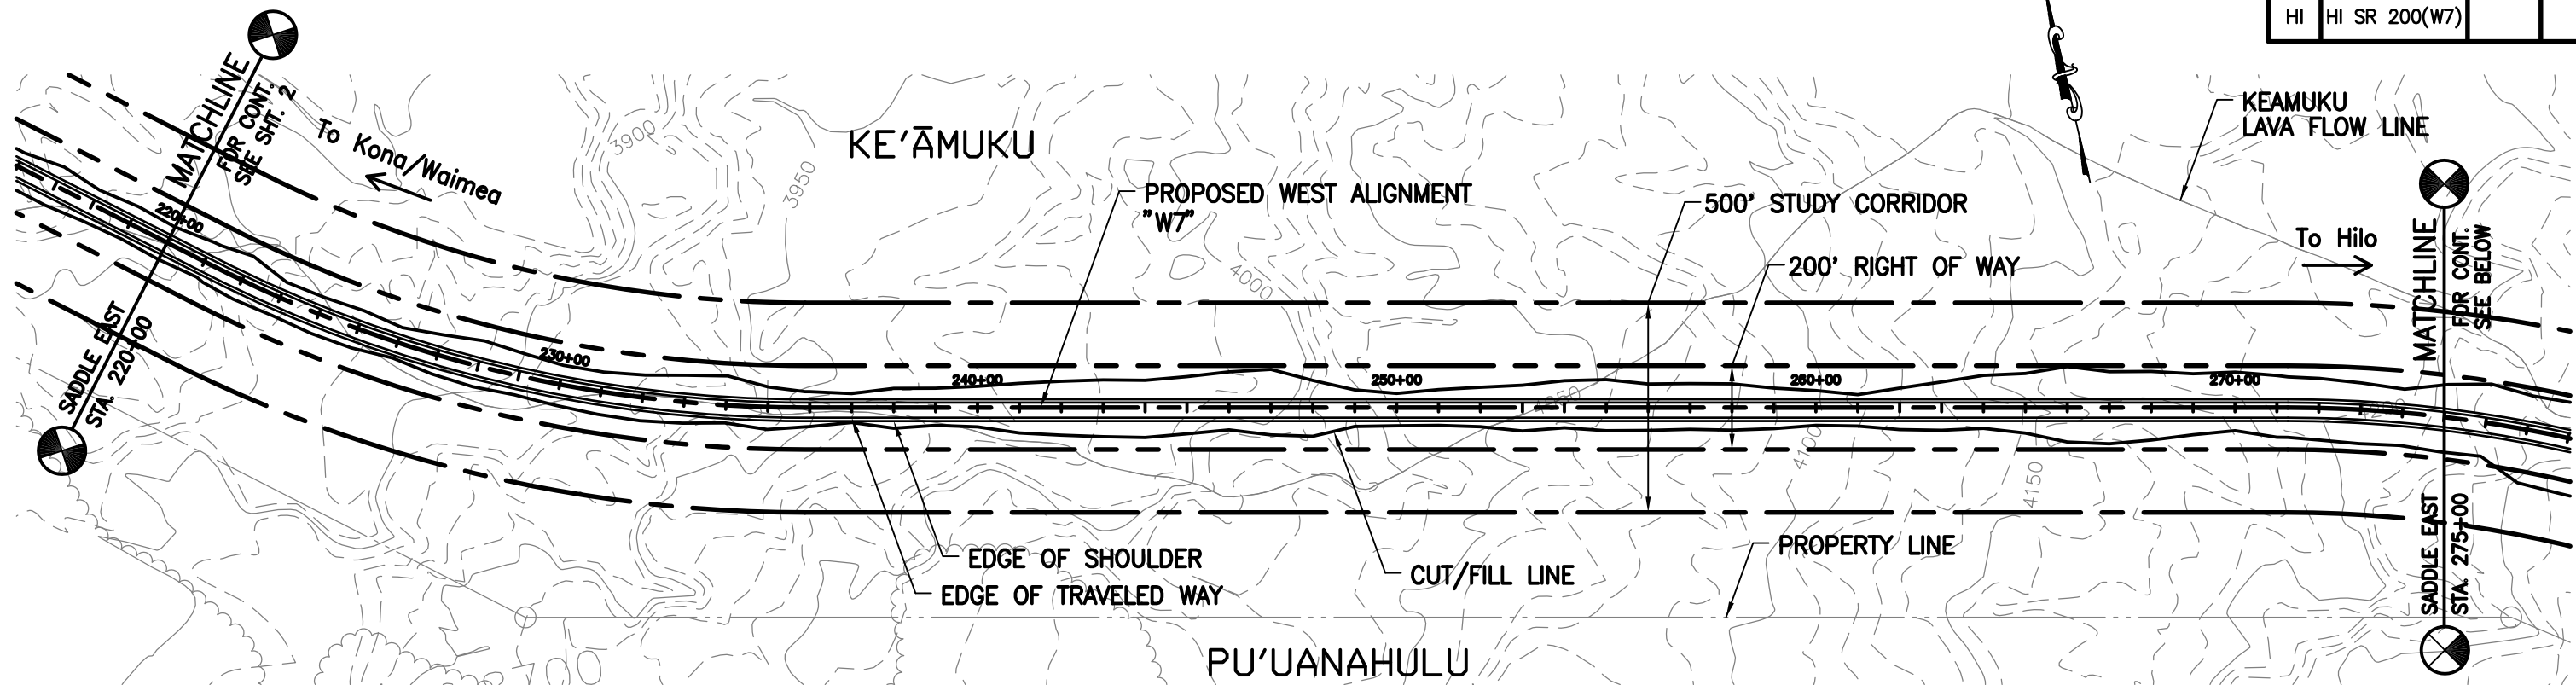 HI HI SR 200(W7)
MATCHLINE
FOR CONT.
SEE SHT. 2
To Kona/Waimea
3900
3950
KE'ĀMUKU
PROPOSED WEST ALIGNMENT
"W7"
4000
500' STUDY CORRIDOR
200' RIGHT OF WAY
KEAMUKU
LAVA FLOW LINE
To Hilo
MATCHLINE
FOR CONT.
SEE BELOW
220+00
230+00
240+00
250+00
260+00
270+00
4050
4100
4150
4200
SADDLE EAST
STA. 220+00
EDGE OF SHOULDER
EDGE OF TRAVELED WAY
CUT/FILL LINE
PROPERTY LINE
SADDLE EAST
STA. 275+00
PU'UANAHULU